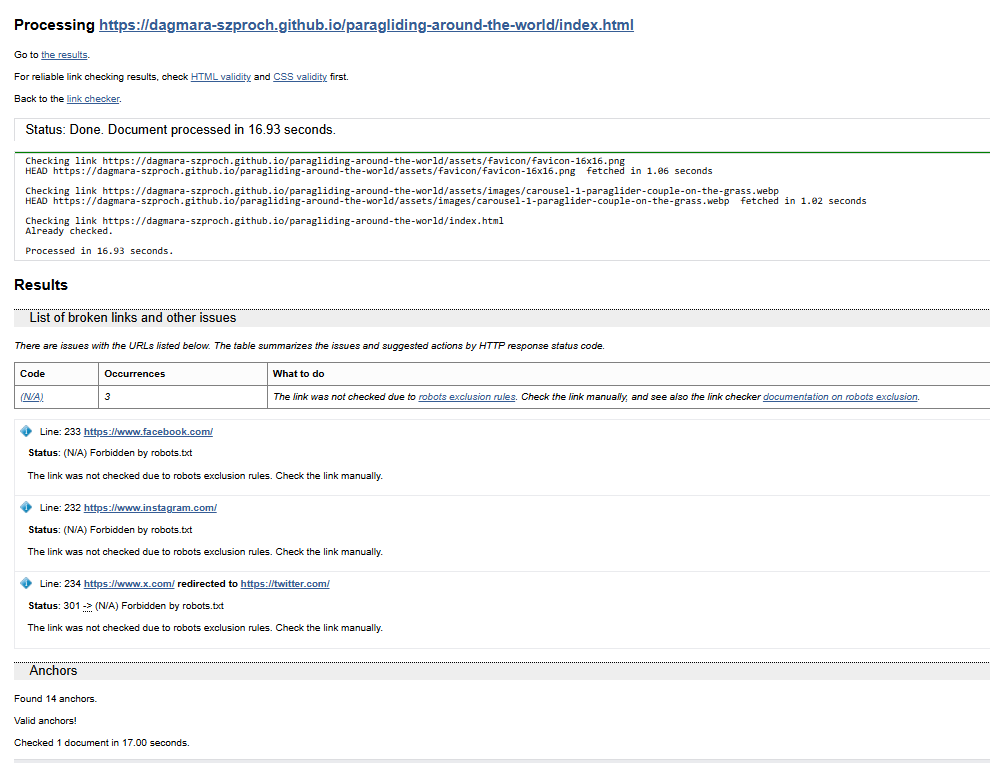 Processing https://dagmara-szproch.github.io/paragliding-around-the-world/index.html
Go to the results.
For reliable link checking results, check HTML validity and CSS validity first.
Back to the link checker.
Status: Done. Document processed in 16.93 seconds.
Checking link https://dagmara-szproch.github.io/paragliding-around-the-world/assets/favicon/favicon-16x16.png
HEAD https://dagmara-szproch.github.io/paragliding-around-the-world/assets/favicon/favicon-16x16.png  fetched in 1.06 seconds
Checking link https://dagmara-szproch.github.io/paragliding-around-the-world/assets/images/carousel-1-paraglider-couple-on-the-grass.webp
HEAD https://dagmara-szproch.github.io/paragliding-around-the-world/assets/images/carousel-1-paraglider-couple-on-the-grass.webp  fetched in 1.02 seconds
Checking link https://dagmara-szproch.github.io/paragliding-around-the-world/index.html
Already checked.
Processed in 16.93 seconds.
Results
List of broken links and other issues
There are issues with the URLs listed below. The table summarizes the issues and suggested actions by HTTP response status code.
Code Occurrences What to do
(N/A) 3 The link was not checked due to robots exclusion rules. Check the link manually, and see also the link checker documentation on robots exclusion.
Line: 233 https://www.facebook.com/
Status: (N/A) Forbidden by robots.txt
The link was not checked due to robots exclusion rules. Check the link manually.
Line: 232 https://www.instagram.com/
Status: (N/A) Forbidden by robots.txt
The link was not checked due to robots exclusion rules. Check the link manually.
Line: 234 https://www.x.com/ redirected to https://twitter.com/
Status: 301 -> (N/A) Forbidden by robots.txt
The link was not checked due to robots exclusion rules. Check the link manually.
Anchors
Found 14 anchors.
Valid anchors!
Checked 1 document in 17.00 seconds.